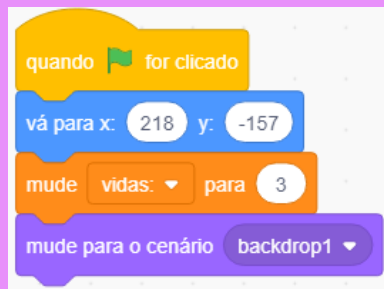 quando for clicado
vá para x: 218 y: -157
mude vidas: para 3
mude para o cenário backdrop1